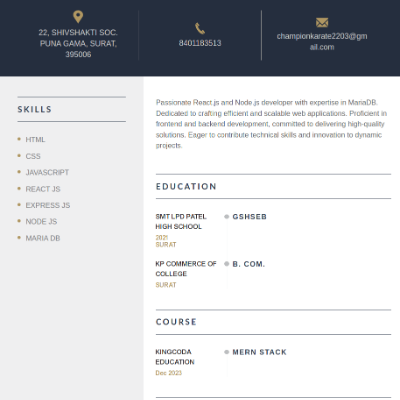 22, SHIVSHAKTI SOC.
PUNA GAMA, SURAT,
395006
8401183513
championkarate2203@gm
ail.com
SKILLS
HTML
CSS
JAVASCRIPT
REACT JS
EXPRESS JS
NODE JS
MARIA DB
Passionate React.js and Node.js developer with expertise in MariaDB.
Dedicated to crafting efficient and scalable web applications. Proficient in
frontend and backend development, committed to delivering high-quality
solutions. Eager to contribute technical skills and innovation to dynamic
projects.
EDUCATION
SMT LPD PATEL
HIGH SCHOOL
2021
SURAT
GSHSEB
KP COMMERCE OF
COLLEGE
SURAT
B. COM.
COURSE
KINGCODA
EDUCATION
Dec 2023
MERN STACK